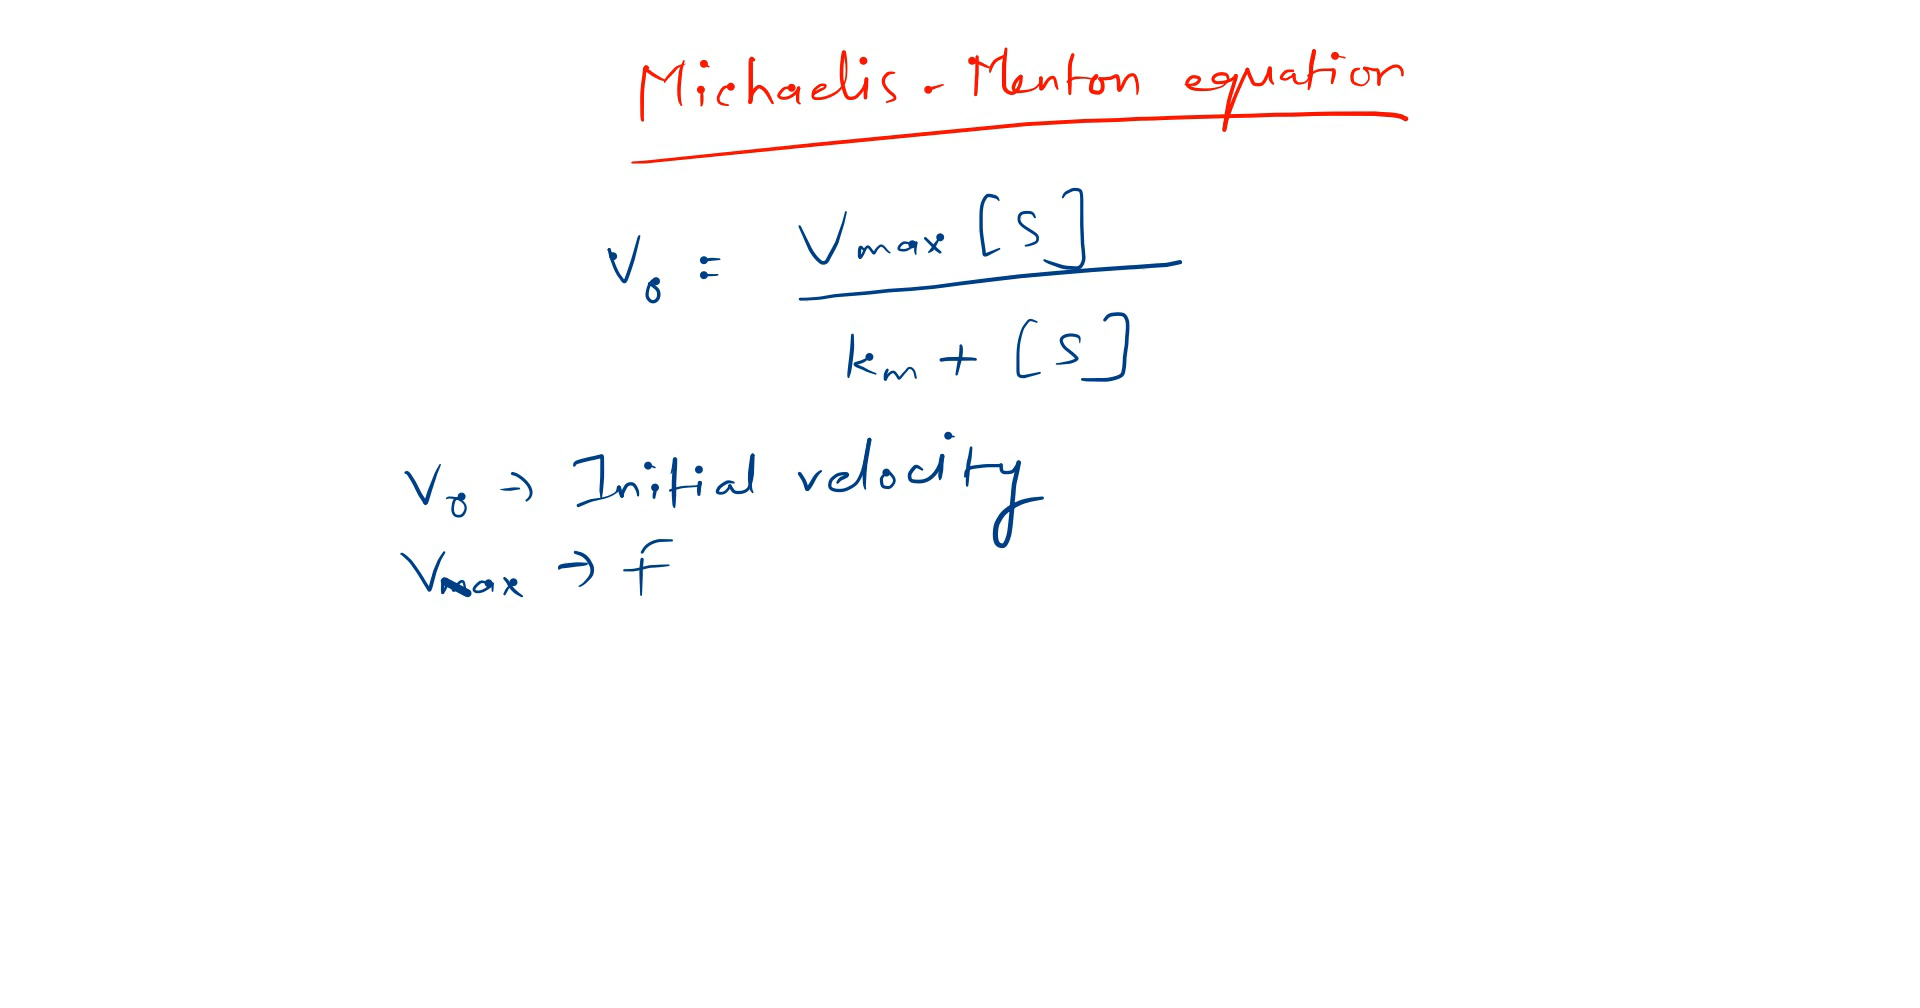 Michaelis - Menton equation
V₀ = Vmax [S]
km + [S]
V₀ → Initial velocity
Vmax → f